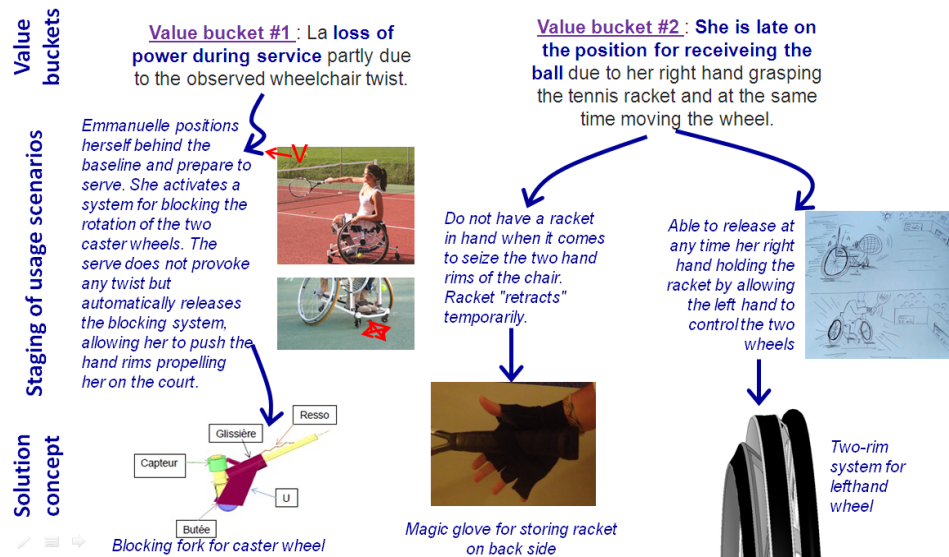 Value
buckets
Value bucket #1 : La loss of
power during service partly due
to the observed wheelchair twist.
Value bucket #2 : She is late on
the position for receiveing the
ball due to her right hand grasping
the tennis racket and at the same
time moving the wheel.
Staging of usage scenarios
Emmanuelle positions
herself behind the
baseline and prepare to
serve. She activates a
system for blocking the
rotation of the two
caster wheels. The
serve does not provoke
any twist but
automatically releases
the blocking system,
allowing her to push the
hand rims propelling
her on the court.
V
Do not have a racket
in hand when it comes
to seize the two hand
rims of the chair.
Racket "retracts"
temporarily.
Able to release at
any time her right
hand holding the
racket by allowing
the left hand to
control the two
wheels
Solution
concept
Resso
Glissière
Capteur
U
Butée
Blocking fork for caster wheel
Magic glove for storing racket
on back side
Two-rim
system for
lefthand
wheel